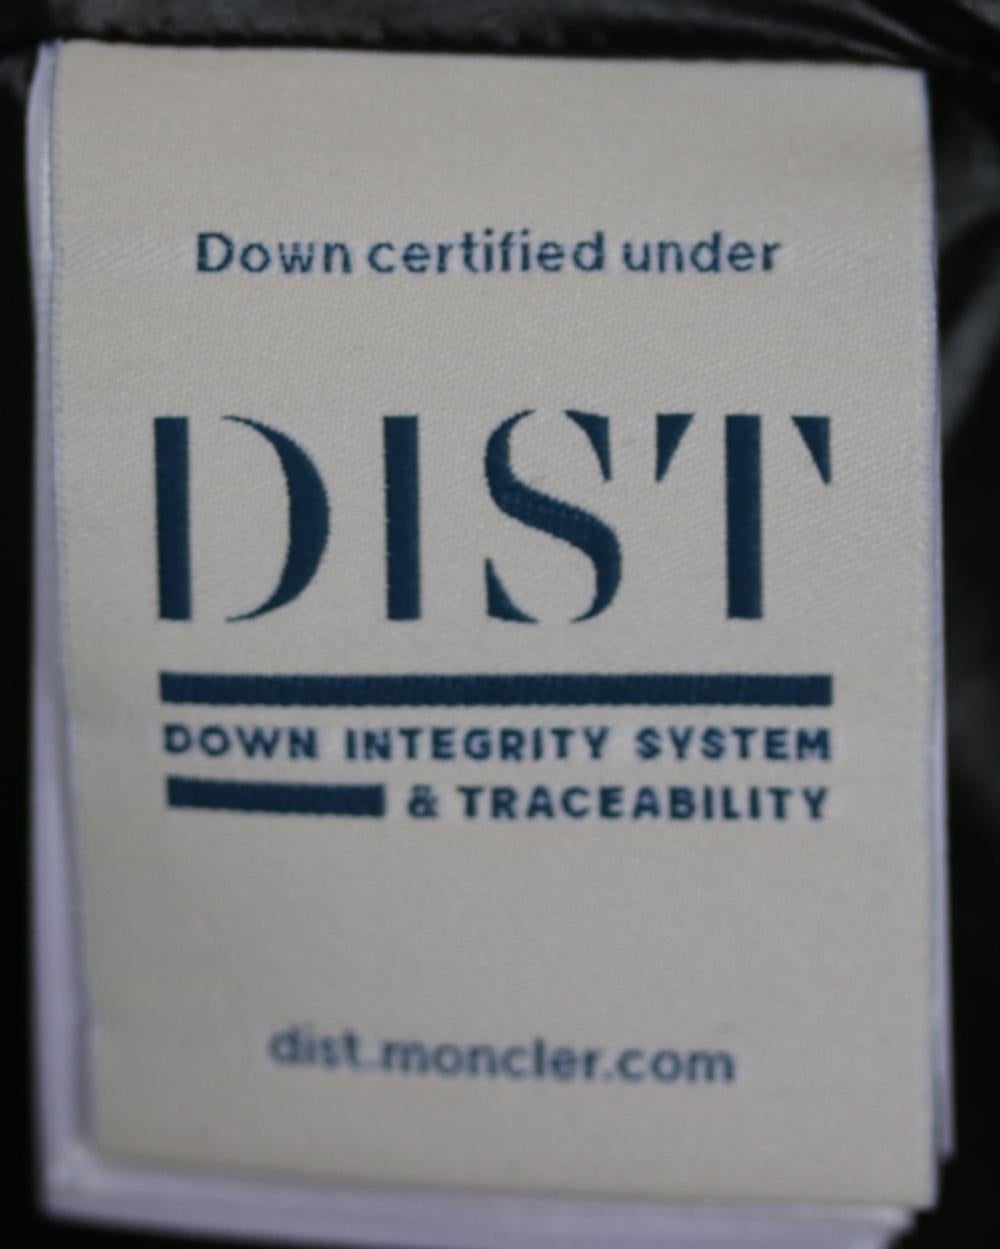 Down certified under
DIST
DOWN INTEGRITY SYSTEM
& TRACEABILITY
dist.moncler.com